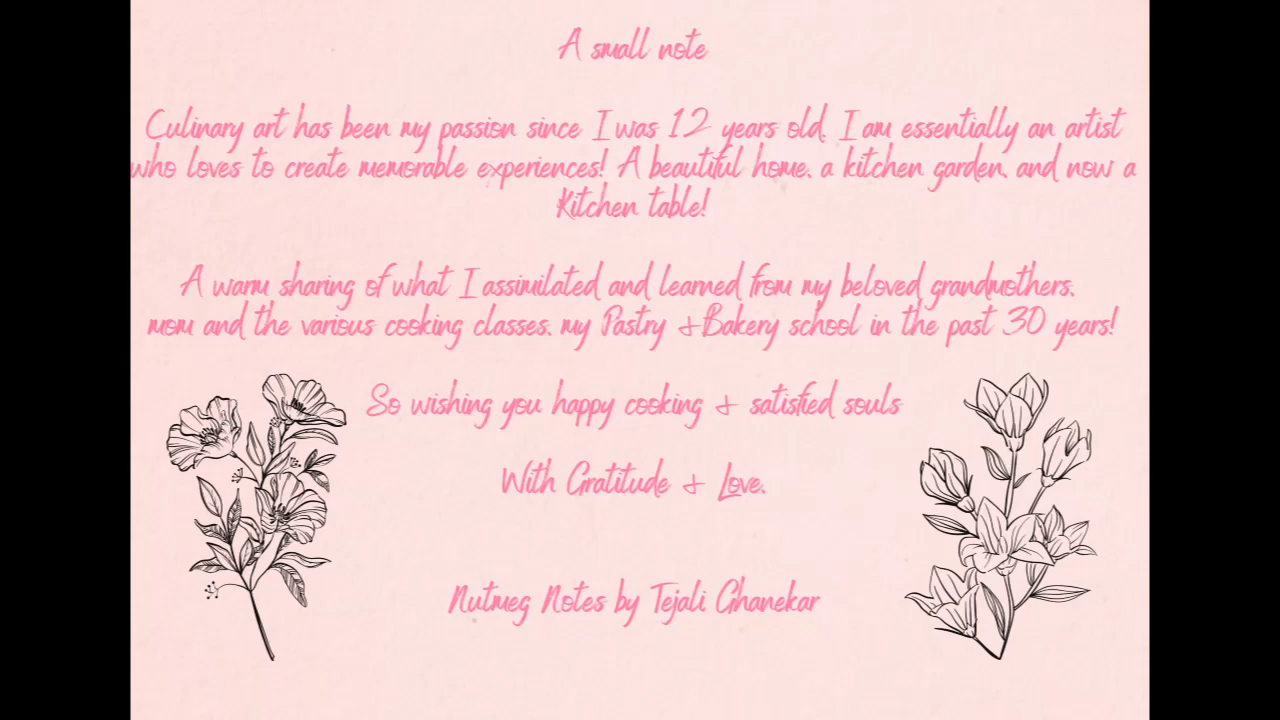 A small note
Culinary art has been my passion since I was 12 years old. I am essentially an artist
who loves to create memorable experiences! A beautiful home, a kitchen garden, and now a
Kitchen table!
A warm sharing of what I assimilated and learned from my beloved grandmothers,
mom and the various cooking classes, my Pastry & Bakery school in the past 30 years!
So wishing you happy cooking & satisfied souls
With Gratitude & Love,
Nutmeg Notes by Tejali Ghanekar